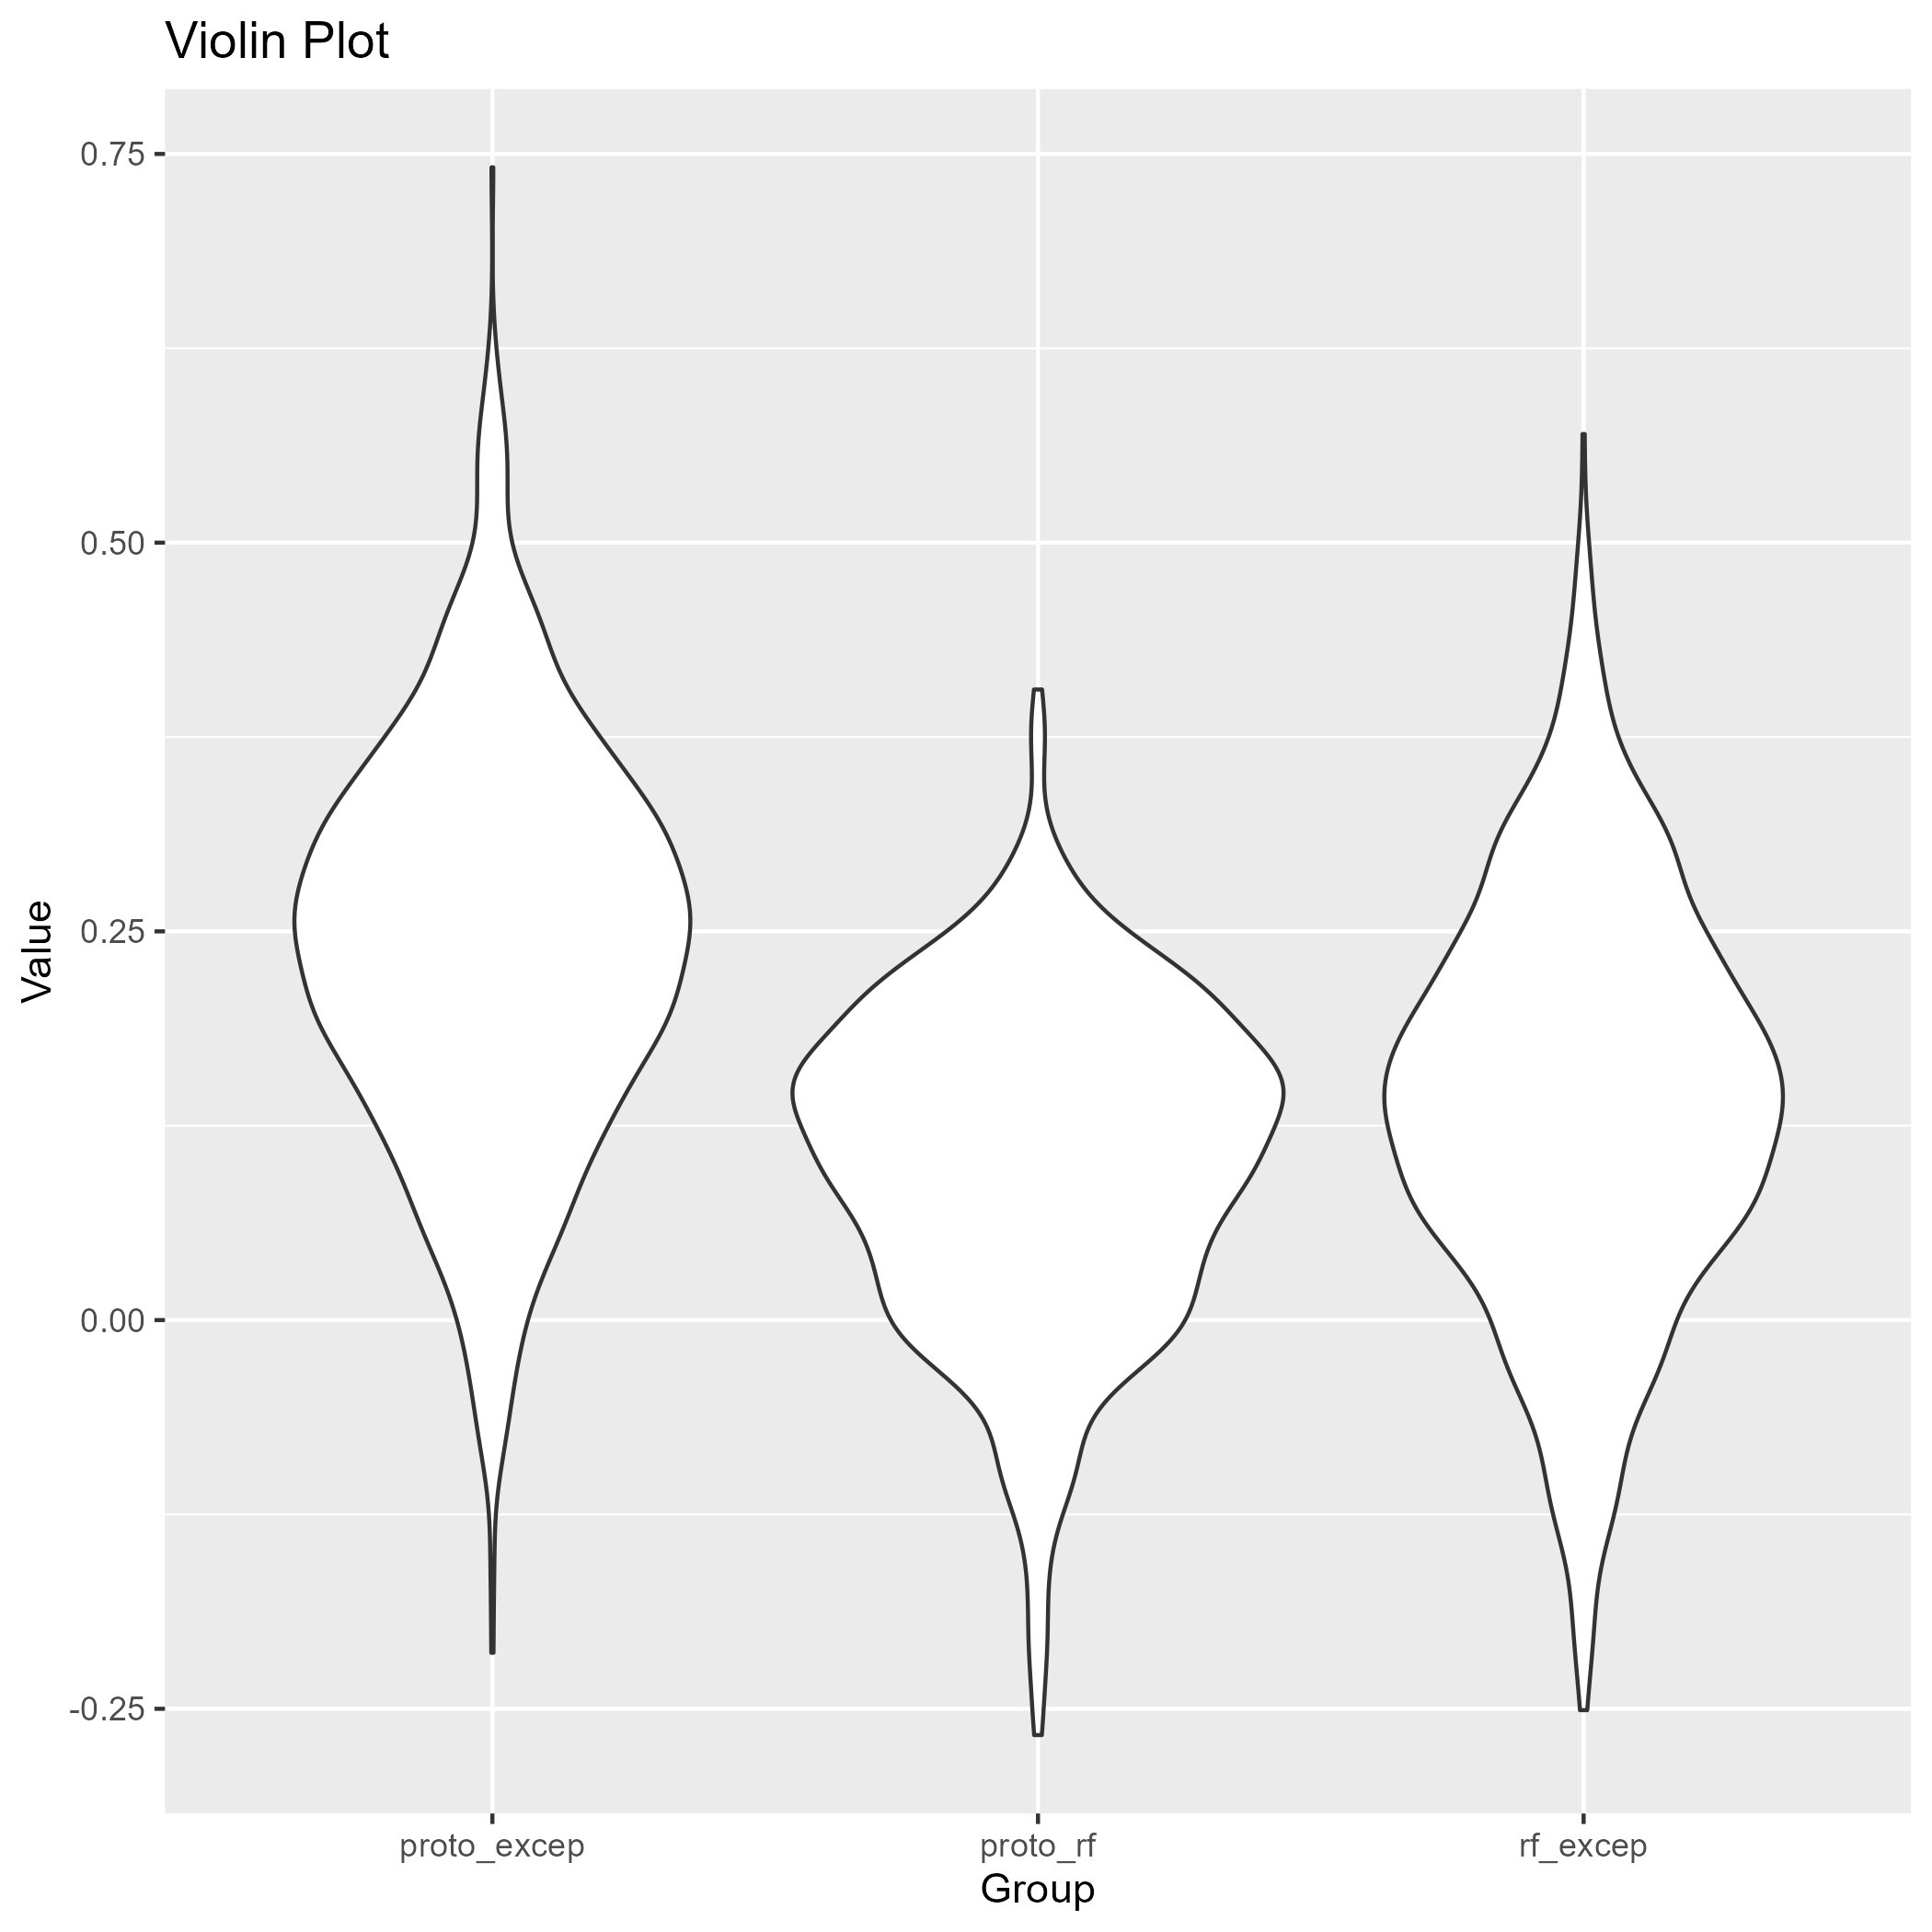 Violin Plot
0.75
0.50
0.25
0.00
-0.25
Value
proto_excep
proto_rf
rf_excep
Group